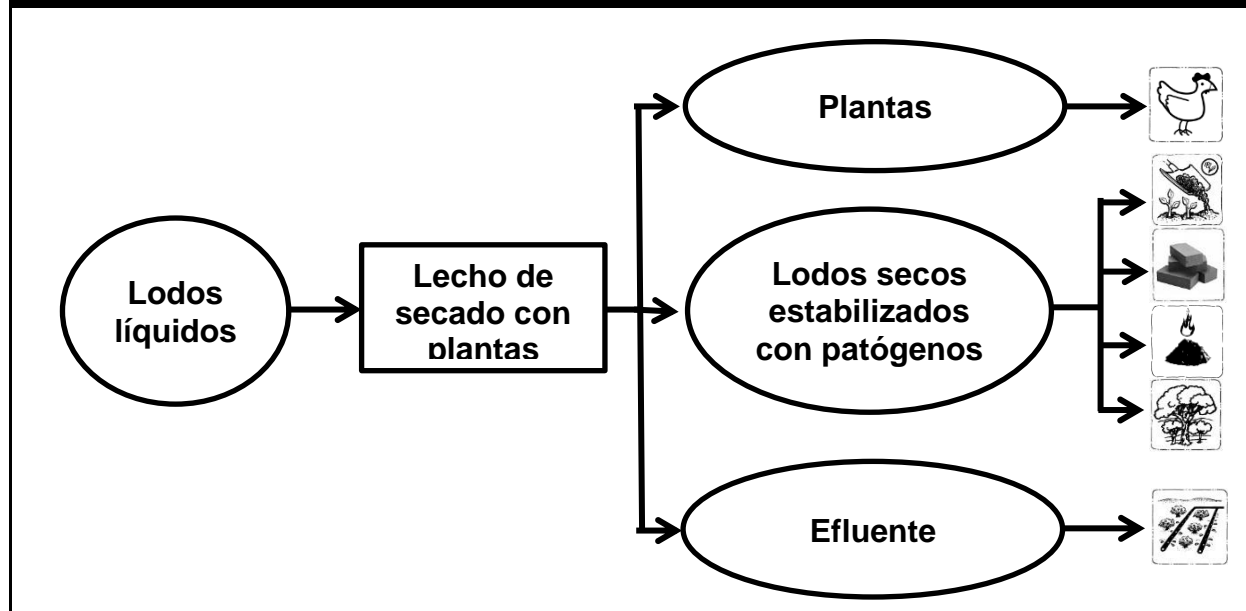 Lodos
líquidos
Lecho de
secado con
plantas
Plantas
Lodos secos
estabilizados
con patógenos
Efluente